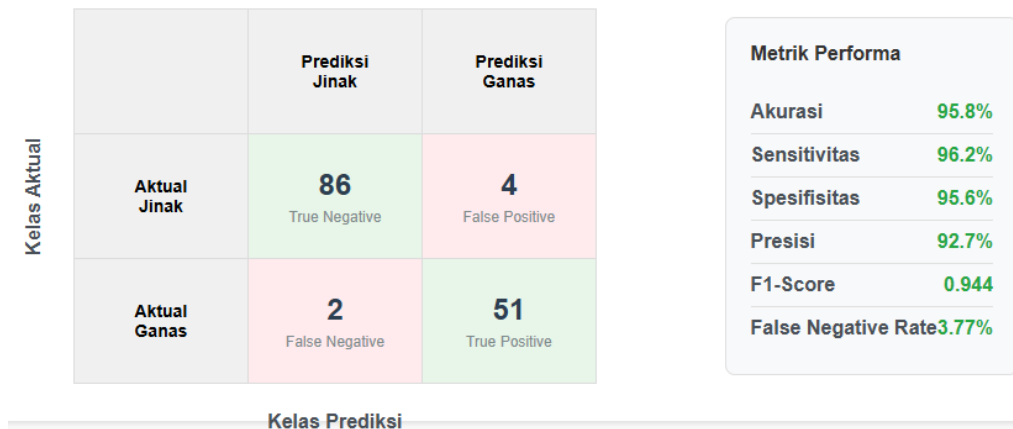 Prediksi
Jinak
Prediksi
Ganas
Kelas Aktual
Aktual
Jinak
86
True Negative
4
False Positive
Aktual
Ganas
2
False Negative
51
True Positive
Kelas Prediksi
Metrik Performa
Akurasi 95.8%
Sensitivitas 96.2%
Spesifisitas 95.6%
Presisi 92.7%
F1-Score 0.944
False Negative Rate3.77%